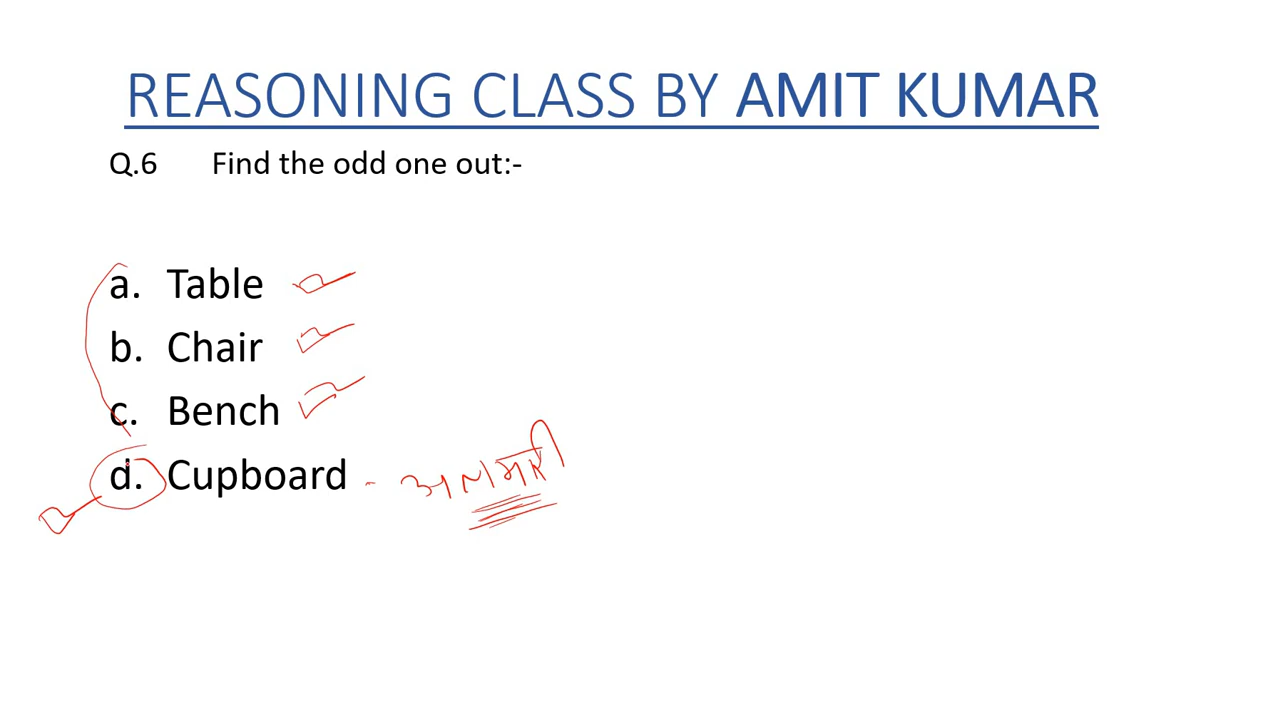 REASONING CLASS BY AMIT KUMAR
Q.6 Find the odd one out:-
a. Table
b. Chair
c. Bench
d. Cupboard - अलमारी